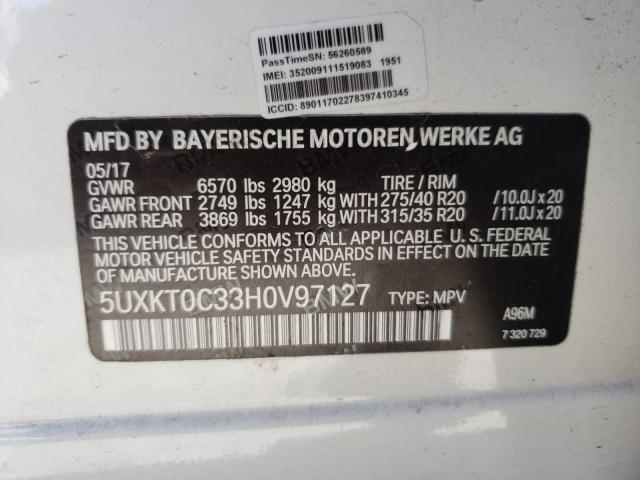 PassTimeSN: 56260589
IMEI: 352009111519083 1951
ICCID: 89011702278397410345
MFD BY BAYERISCHE MOTOREN WERKE AG
05/17
GVWR 6570 lbs 2980 kg TIRE / RIM
GAWR FRONT 2749 lbs 1247 kg WITH 275/40 R20 /10.0J x 20
GAWR REAR 3869 lbs 1755 kg WITH 315/35 R20 /11.0J x 20
THIS VEHICLE CONFORMS TO ALL APPLICABLE U. S. FEDERAL
MOTOR VEHICLE SAFETY STANDARDS IN EFFECT ON THE
DATE OF MANUFACTURE SHOWN ABOVE.
5UXKT0C33H0V97127 TYPE: MPV
A96M
7 320 729